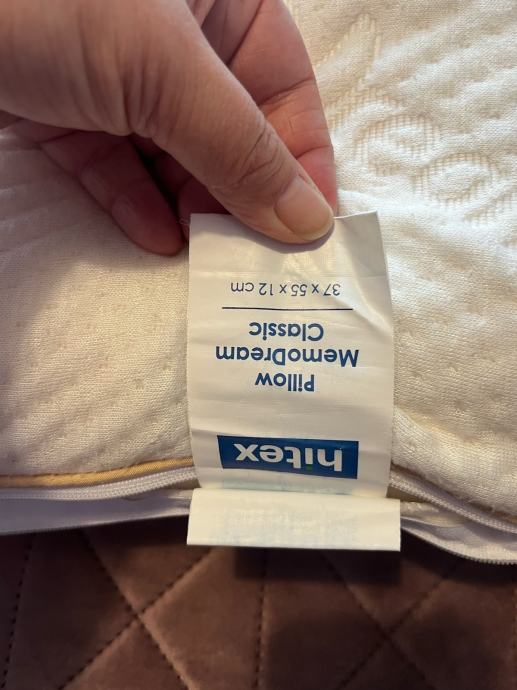 hitex
Pillow
MemoDream
Classic
37 x 55 x 12 cm